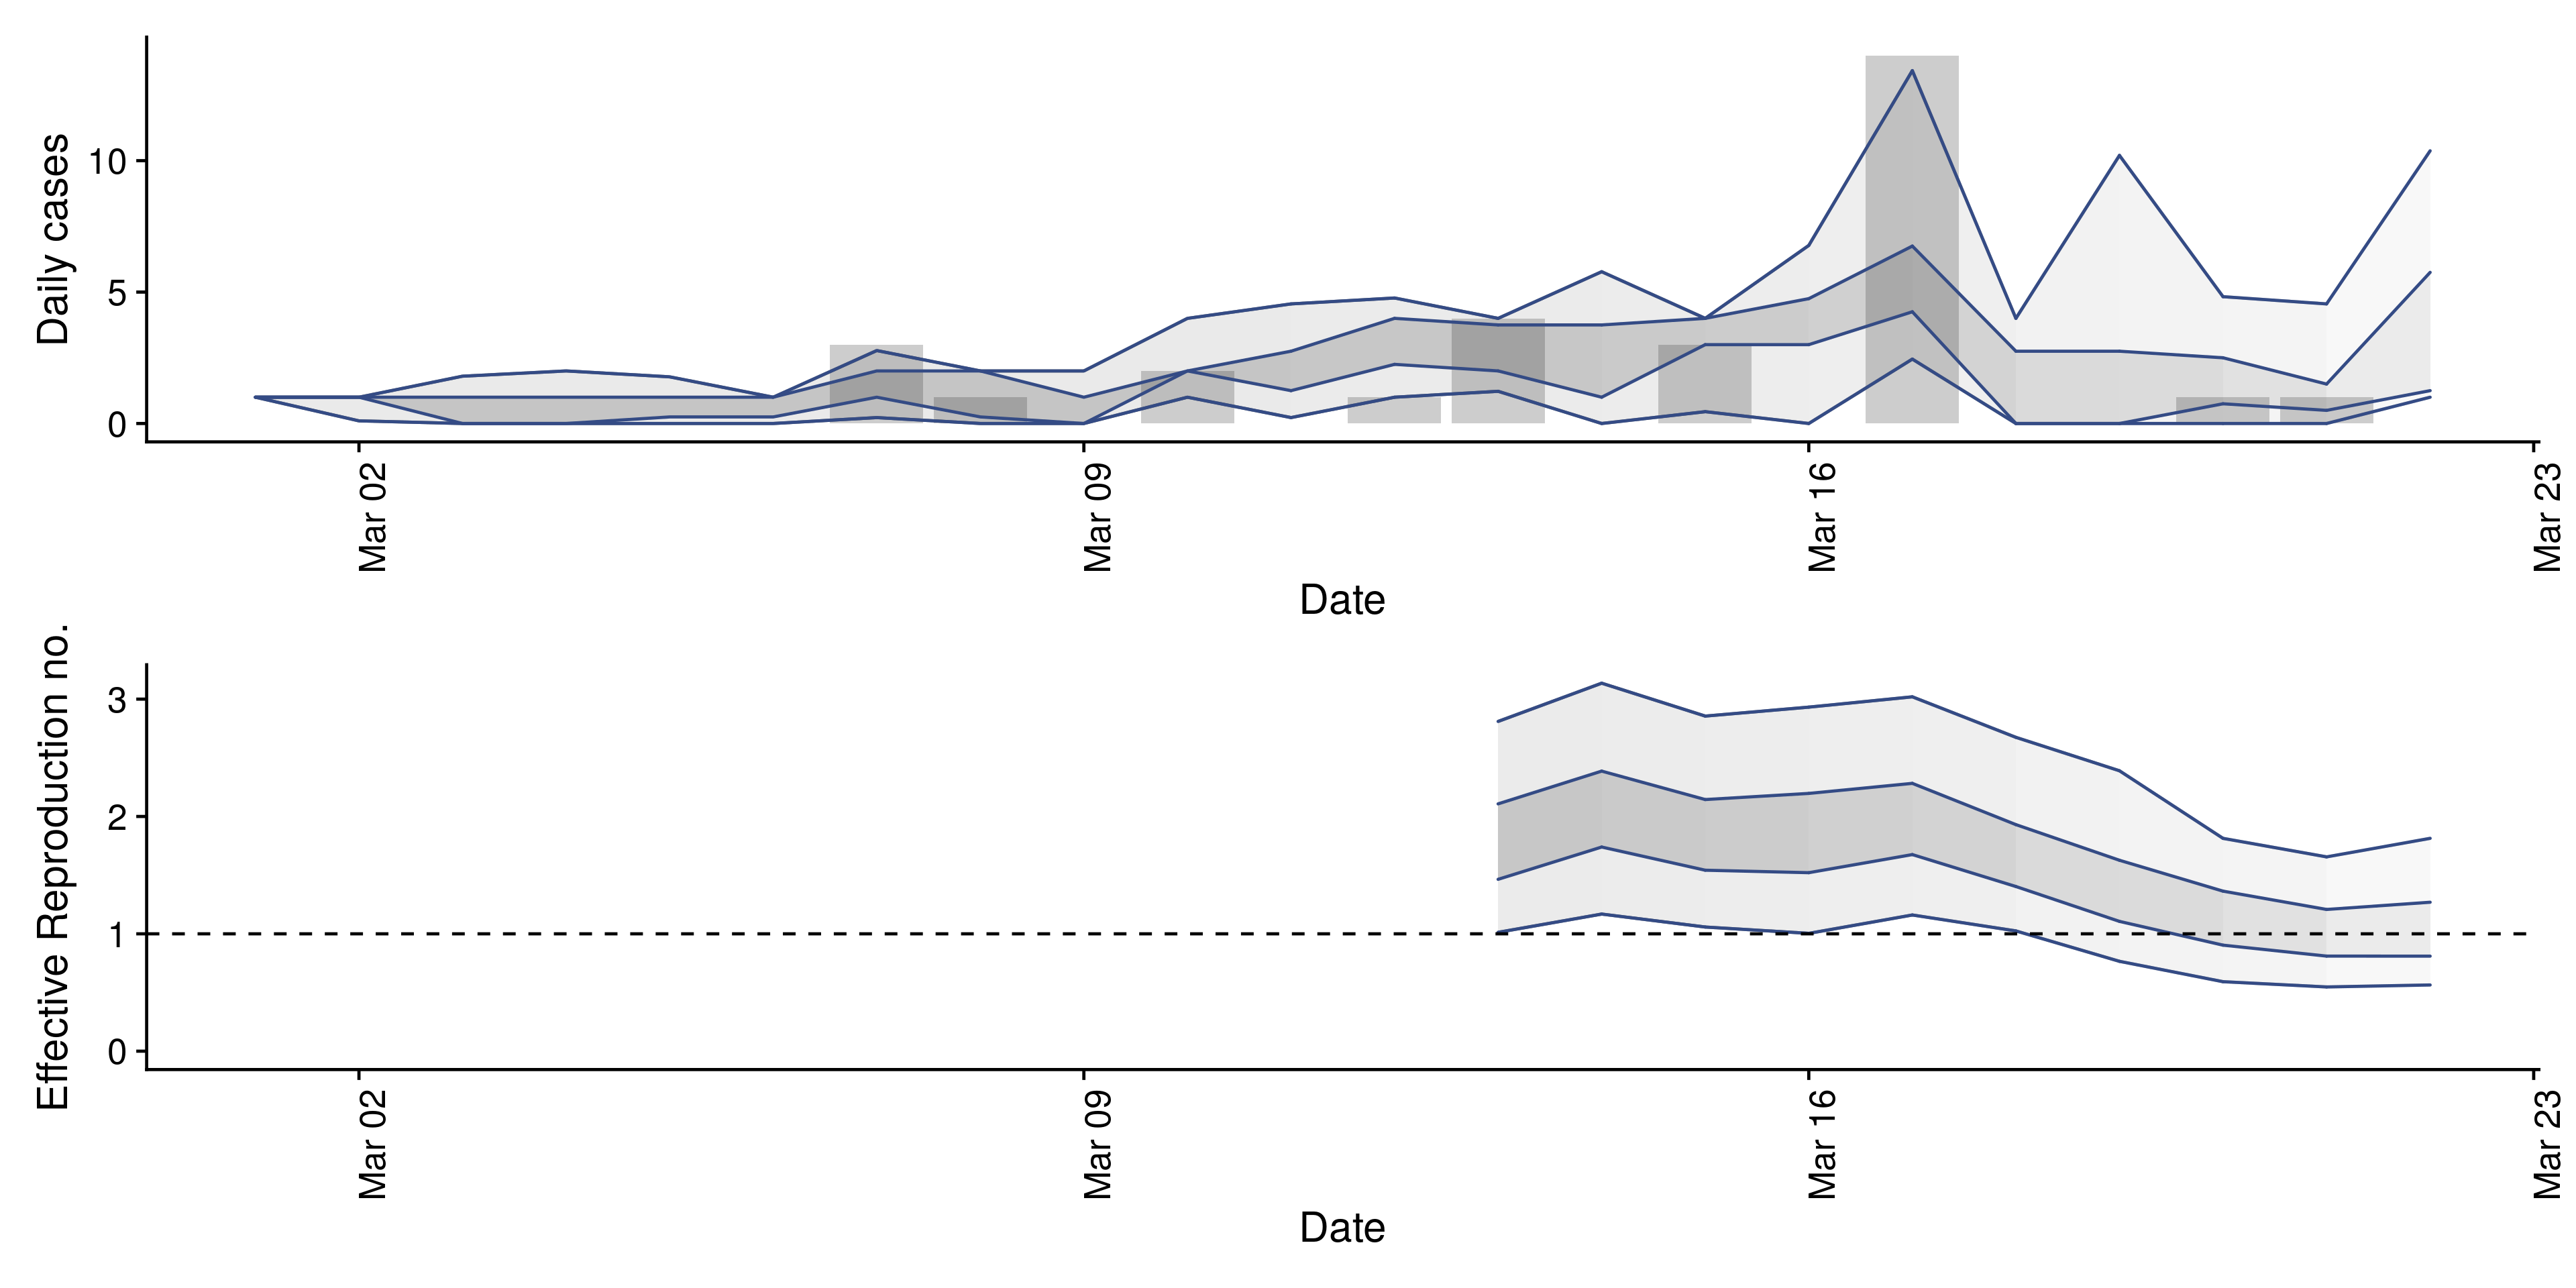 Daily cases
10
5
0
Mar 02
Mar 09
Mar 16
Mar 23
Date
Effective Reproduction no.
3
2
1
0
Mar 02
Mar 09
Mar 16
Mar 23
Date